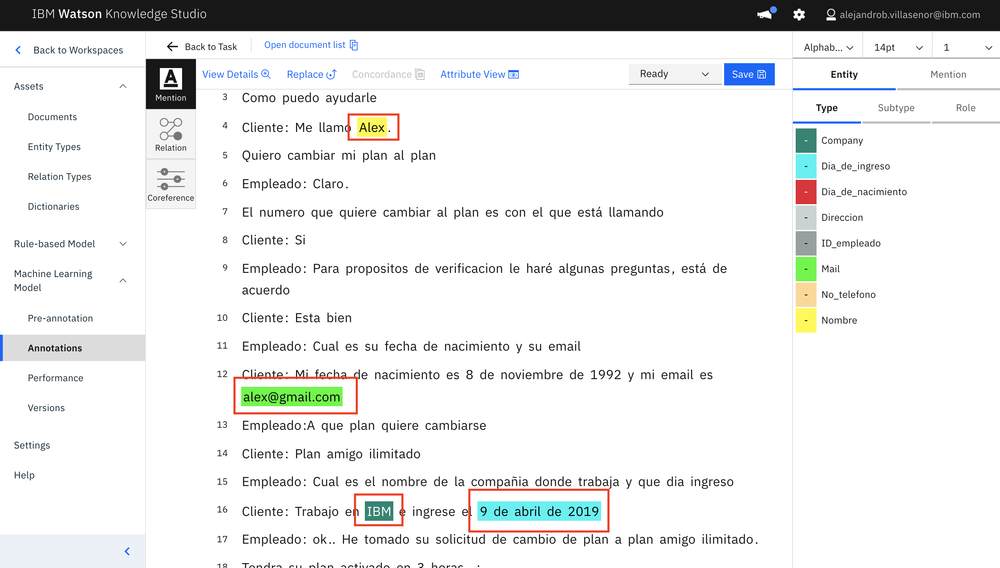 IBM Watson Knowledge Studio
alejandrob.villasenor@ibm.com
Back to Workspaces
Assets
Documents
Entity Types
Relation Types
Dictionaries
Rule-based Model
Machine Learning
Model
Pre-annotation
Annotations
Performance
Versions
Settings
Help
Back to Task
Open document list
Mention
Relation
Coreference
View Details
Replace
Concordance
Attribute View
Ready
Save
3 Como puedo ayudarle
4 Cliente: Me llamo Alex.
5 Quiero cambiar mi plan al plan
6 Empleado: Claro.
7 El numero que quiere cambiar al plan es con el que está llamando
8 Cliente: Si
9 Empleado: Para propositos de verificacion le haré algunas preguntas, está de
acuerdo
10 Cliente: Esta bien
11 Empleado: Cual es su fecha de nacimiento y su email
12 Cliente: Mi fecha de nacimiento es 8 de noviembre de 1992 y mi email es
alex@gmail.com
13 Empleado:A que plan quiere cambiarse
14 Cliente: Plan amigo ilimitado
15 Empleado: Cual es el nombre de la compañia donde trabaja y que dia ingreso
16 Cliente: Trabajo en IBM e ingrese el 9 de abril de 2019
17 Empleado: ok.. He tomado su solicitud de cambio de plan a plan amigo ilimitado.
18 Tendra su plan activado en 3 horas
Alphab...
14pt
1
Entity
Mention
Type
Subtype
Role
- Company
- Dia_de_ingreso
- Dia_de_nacimiento
- Direccion
- ID_empleado
- Mail
- No_telefono
- Nombre